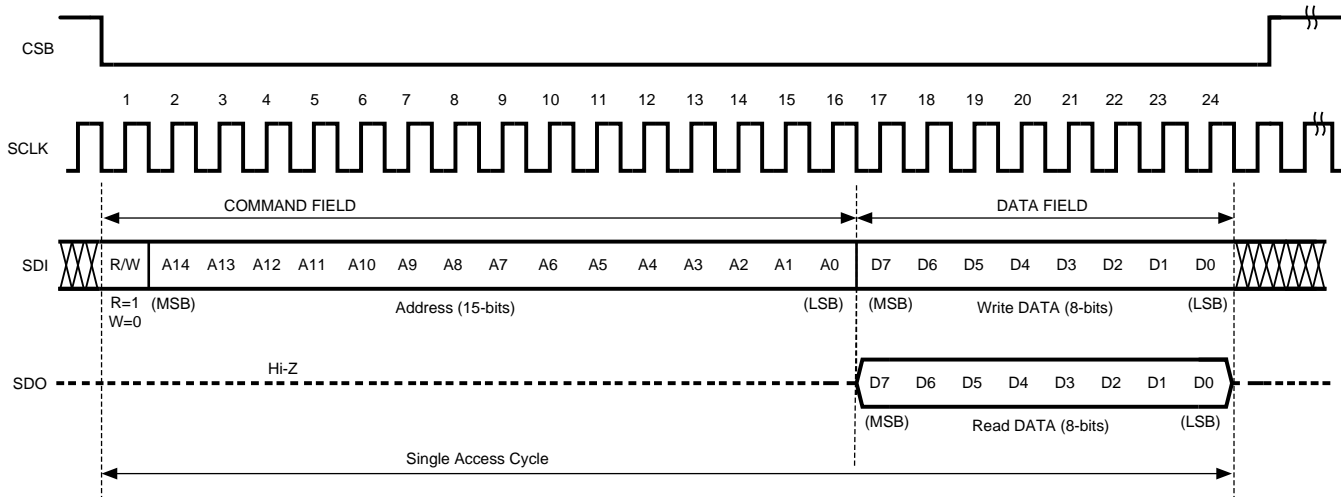 CSB
1 2 3 4 5 6 7 8 9 10 11 12 13 14 15 16 17 18 19 20 21 22 23 24
SCLK
COMMAND FIELD DATA FIELD
SDI R/W A14 A13 A12 A11 A10 A9 A8 A7 A6 A5 A4 A3 A2 A1 A0 D7 D6 D5 D4 D3 D2 D1 D0
R=1 (MSB) Address (15-bits) (LSB) (MSB) Write DATA (8-bits) (LSB)
W=0
Hi-Z
SDO D7 D6 D5 D4 D3 D2 D1 D0
(MSB) Read DATA (8-bits) (LSB)
Single Access Cycle